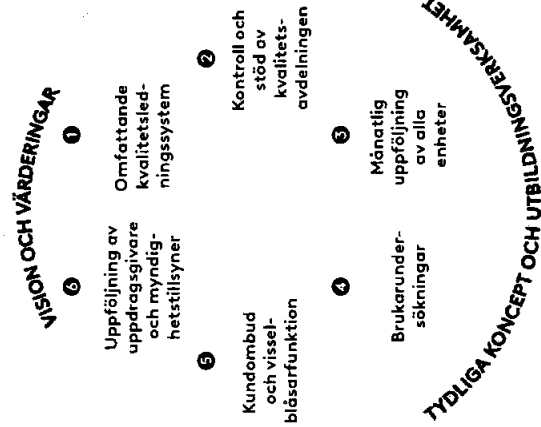 VISION OCH VÄRDERINGAR
1
Omfattande
kvalitetsled-
ningssystem
2
Kontroll och
stöd av
kvalitets-
avdelningen
3
Månatlig
uppföljning
av alla
enheter
4
Brukarunder-
sökningar
5
Kundombud
och vissel-
blåsarfunktion
6
Uppföljning av
uppdragsgivare
och myndig-
hetstillsyner
TYDLIGA KONCEPT OCH UTBILDNINGSVERKSAMHET